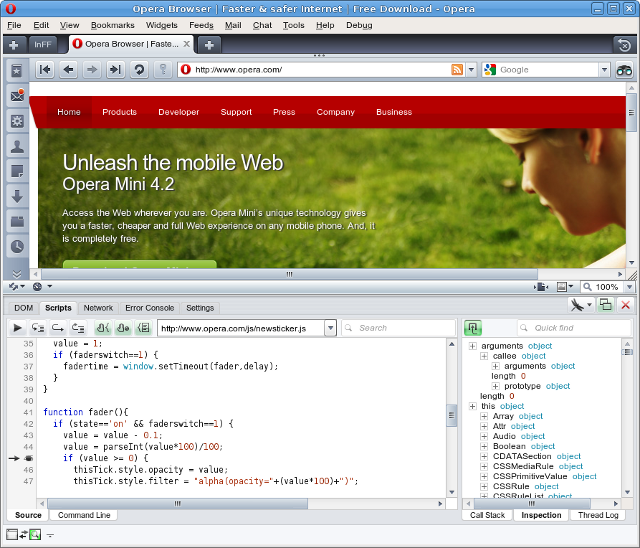 Opera Browser | Faster & safer Internet | Free Download - Opera
File Edit View Bookmarks Widgets Feeds Mail Chat Tools Help Debug
InFF Opera Browser | Faste...
http://www.opera.com/ Google
Home Products Developer Support Press Company Business
Unleash the mobile Web
Opera Mini 4.2
Access the Web wherever you are. Opera Mini's unique technology gives
you a faster, cheaper and full Web experience on any mobile phone. And, it
is completely free.
100%
DOM Scripts Network Error Console Settings
http://www.opera.com/js/newsticker.js Search
35 value = 1;
36 if (faderswitch==1) {
37 fadertime = window.setTimeout(fader,delay);
38 }
39 }
40
41 function fader(){
42 if (state=='on' && faderswitch==1) {
43 value = value - 0.1;
44 value = parseInt(value*100)/100;
if (value >= 0) {
46 thisTick.style.opacity = value;
47 thisTick.style.filter = "alpha(opacity="+(value*100)+")";
Source Command Line
Quick find
arguments object
callee object
arguments object
length 0
prototype object
length 0
this object
Array object
Attr object
Audio object
Boolean object
CDATASection object
CSSMediaRule object
CSSPrimitiveValue object
CSSRule object
CSSRuleList object
Call Stack Inspection Thread Log